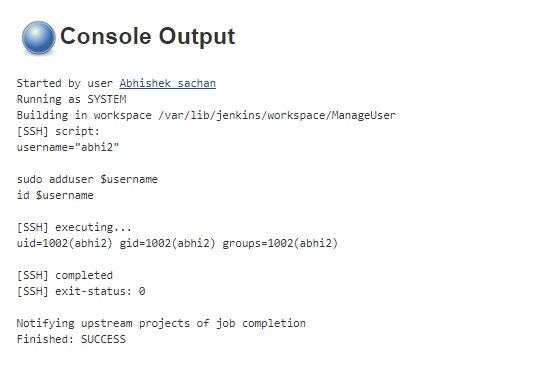 Console Output
Started by user Abhishek sachan
Running as SYSTEM
Building in workspace /var/lib/jenkins/workspace/ManageUser
[SSH] script:
username="abhi2"
sudo adduser $username
id $username
[SSH] executing...
uid=1002(abhi2) gid=1002(abhi2) groups=1002(abhi2)
[SSH] completed
[SSH] exit-status: 0
Notifying upstream projects of job completion
Finished: SUCCESS